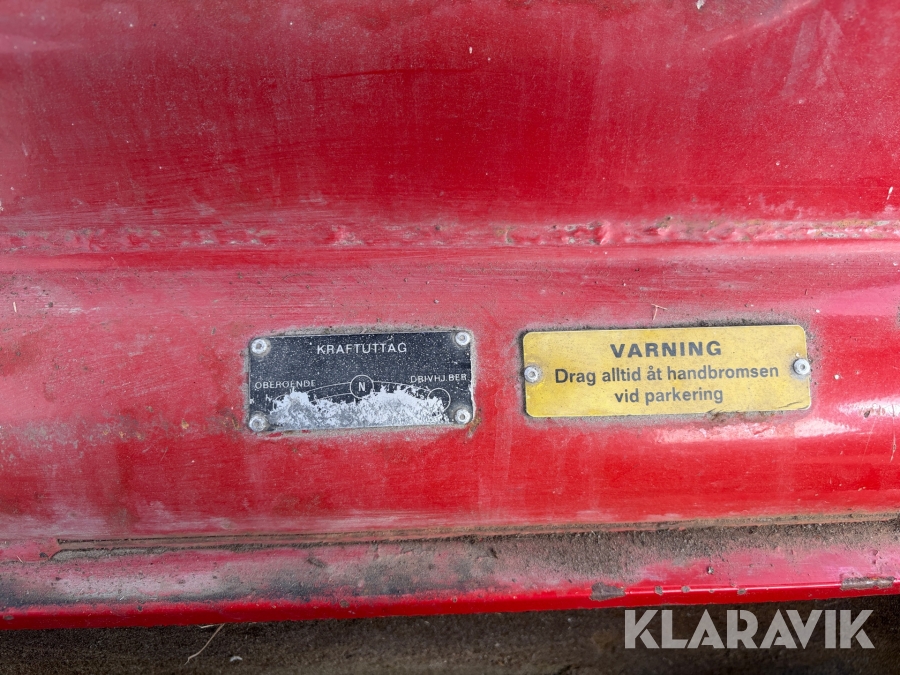 KRAFTUTTAG
OBEROENDE N DRIVHJ.BER
VARNING
Drag alltid åt handbromsen
vid parkering
KLARAVIK